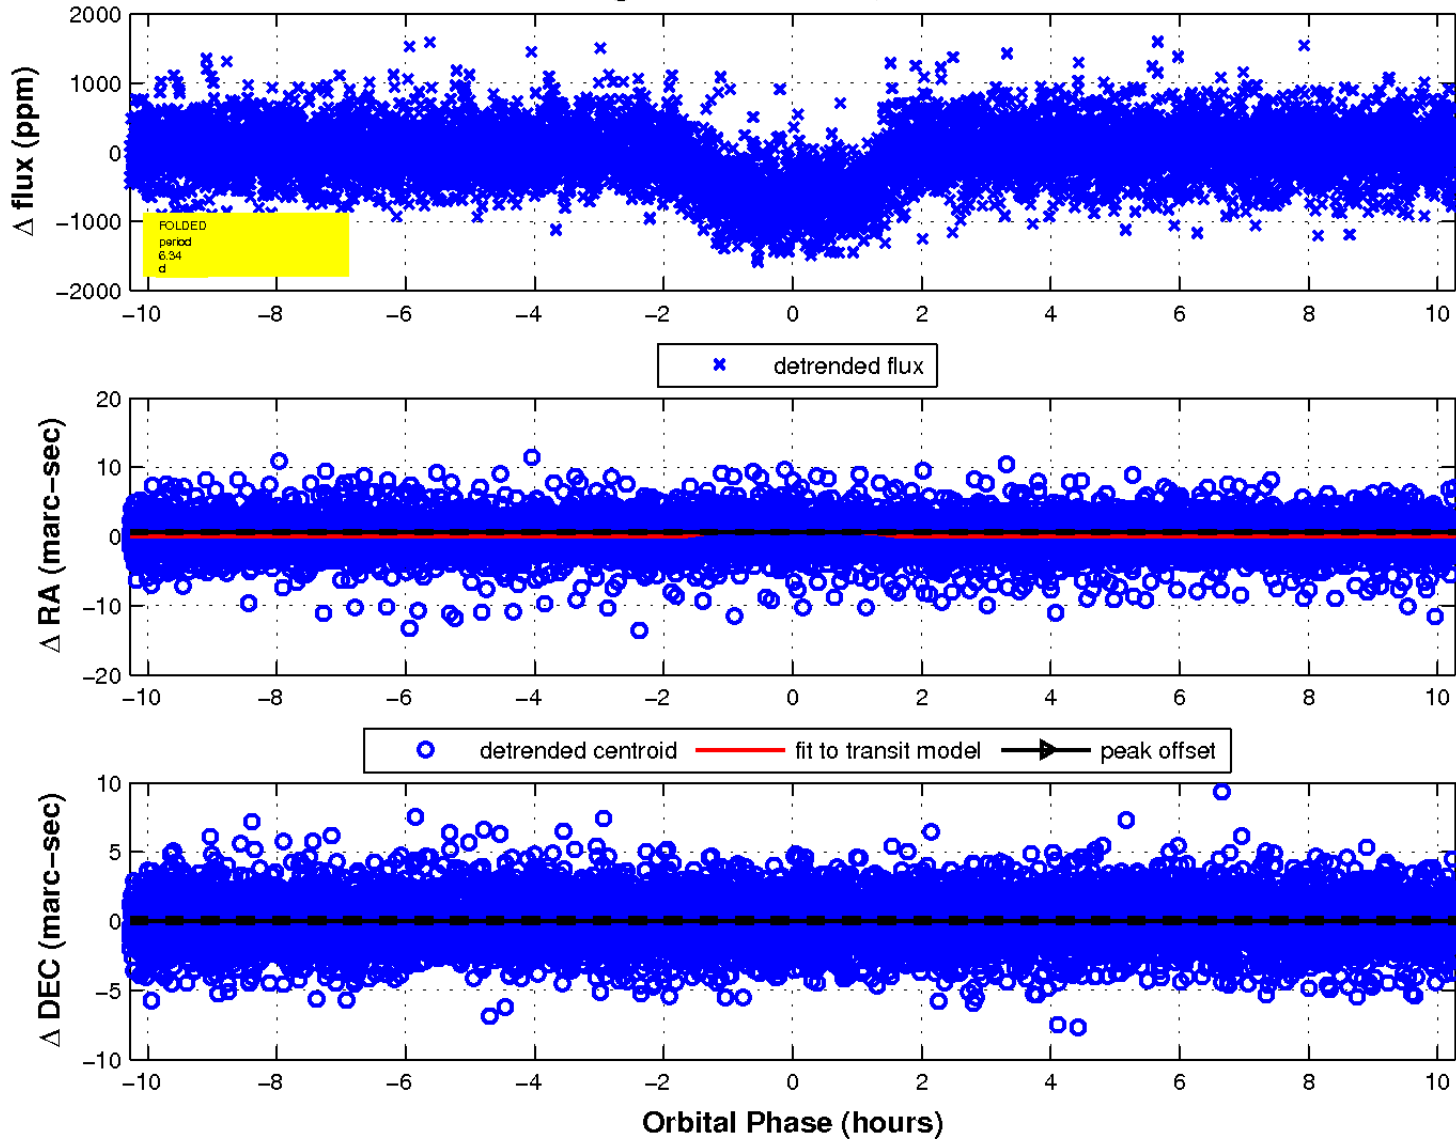 2000
1000
0
−1000
−2000
Δ flux (ppm)
FOLDED
period
6.34
d
−10 −8 −6 −4 −2 0 2 4 6 8 10
detrended flux
20
10
0
−10
−20
Δ RA (marc−sec)
−10 −8 −6 −4 −2 0 2 4 6 8 10
detrended centroid fit to transit model peak offset
10
5
0
−5
−10
Δ DEC (marc−sec)
−10 −8 −6 −4 −2 0 2 4 6 8 10
Orbital Phase (hours)